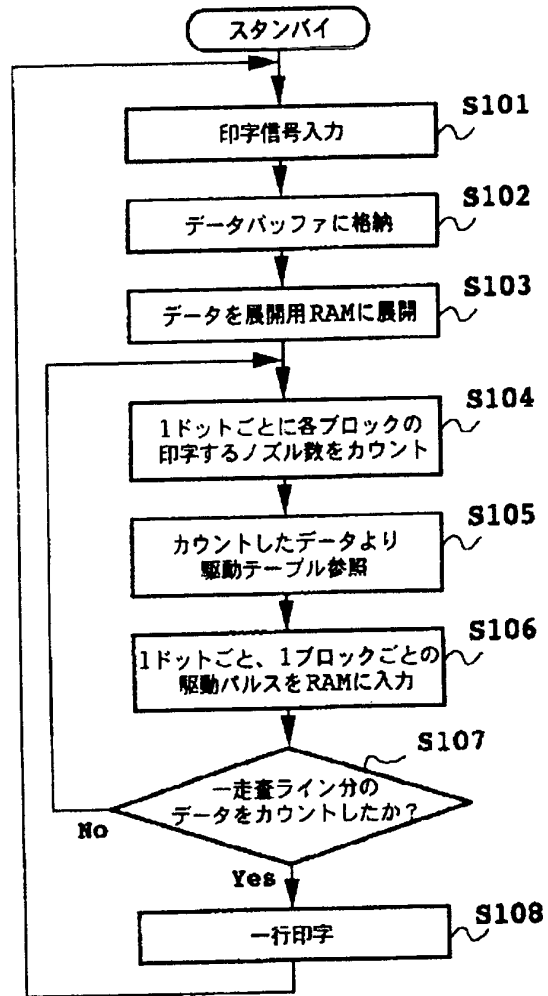 スタンバイ
S101
印字信号入力
S102
データバッファに格納
S103
データを展開用RAMに展開
S104
1ドットごとに各ブロックの
印字するノズル数をカウント
S105
カウントしたデータより
駆動テーブル参照
S106
1ドットごと、1ブロックごとの
駆動パルスをRAMに入力
S107
一走査ライン分の
データをカウントしたか?
No
Yes
S108
一行印字